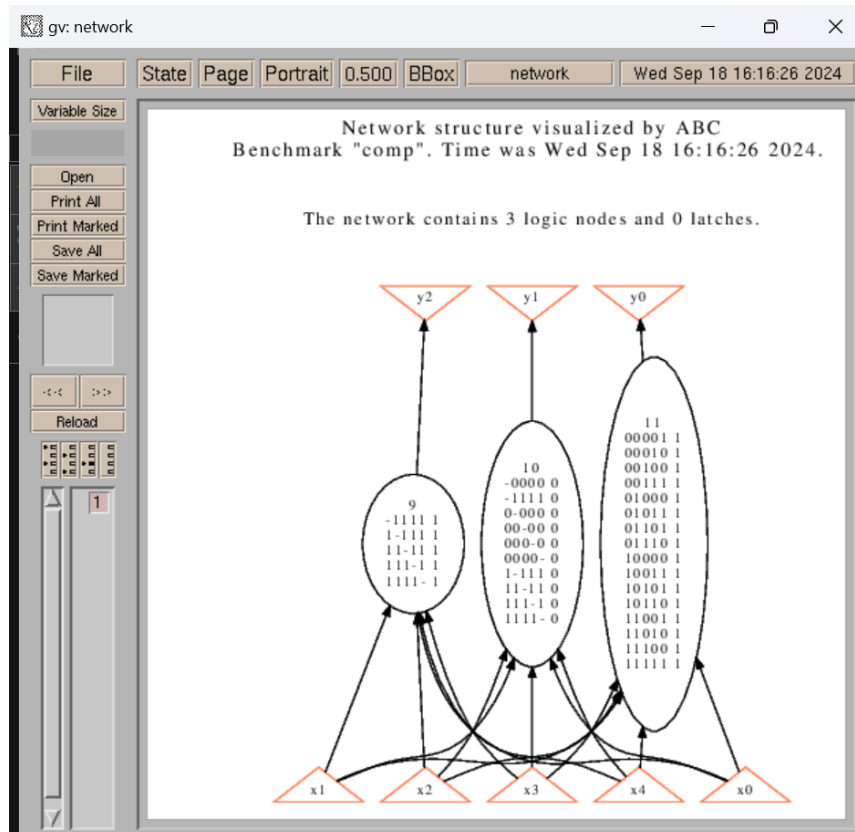 gv: network
File State Page Portrait 0.500 BBox network Wed Sep 18 16:16:26 2024
Variable Size
Open
Print All
Print Marked
Save All
Save Marked
<< >>
Reload
1
Network structure visualized by ABC
Benchmark "comp". Time was Wed Sep 18 16:16:26 2024.
The network contains 3 logic nodes and 0 latches.
y2 y1 y0
9
-1111 1
1-111 1
11-11 1
111-1 1
1111- 1
10
-0000 0
-1111 0
0-000 0
00-00 0
000-0 0
0000- 0
1-111 0
11-11 0
111-1 0
1111- 0
11
00001 1
00010 1
00100 1
00111 1
01000 1
01011 1
01101 1
01110 1
10000 1
10011 1
10101 1
10110 1
11001 1
11010 1
11100 1
11111 1
x1 x2 x3 x4 x0